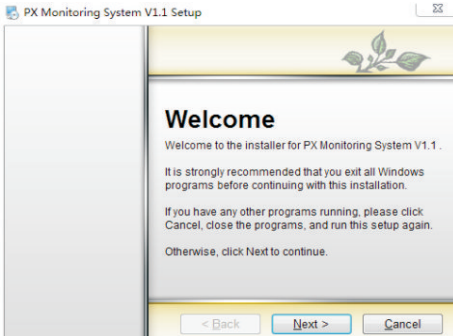 PX Monitoring System V1.1 Setup
Welcome
Welcome to the installer for PX Monitoring System V1.1 .
It is strongly recommended that you exit all Windows
programs before continuing with this installation.
If you have any other programs running, please click
Cancel, close the programs, and run this setup again.
Otherwise, click Next to continue.
< Back
Next >
Cancel